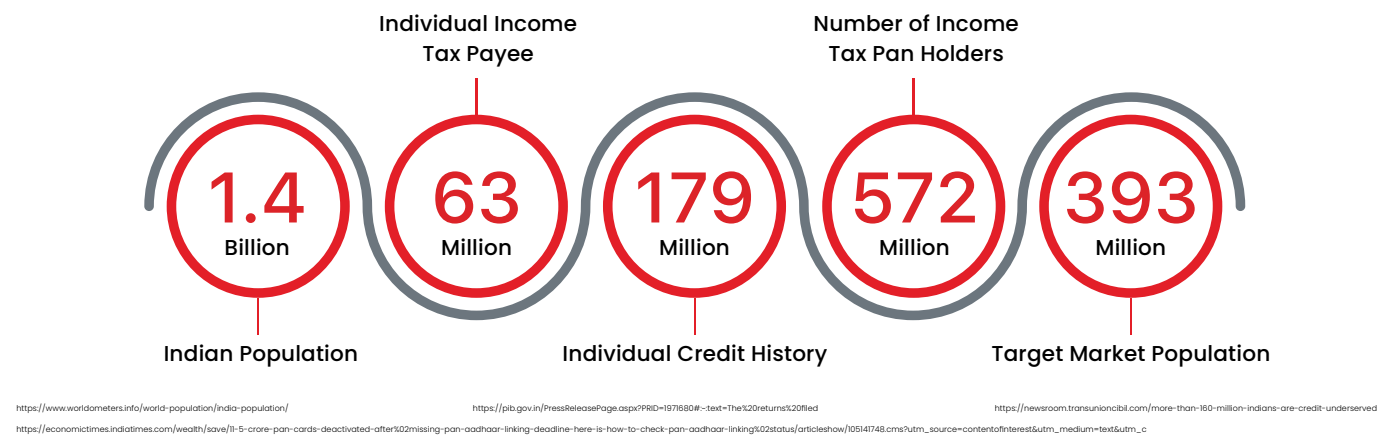 Individual Income
Tax Payee
Number of Income
Tax Pan Holders
1.4
Billion
63
Million
179
Million
572
Million
393
Million
Indian Population
Individual Credit History
Target Market Population
https://www.worldometers.info/world-population/india-population/
https://pib.gov.in/PressReleasePage.aspx?PRID=1971680#:~:text=The%20returns%20filed
https://newsroom.transunioncibil.com/more-than-160-million-indians-are-credit-underserved
https://economictimes.indiatimes.com/wealth/save/11-5-crore-pan-cards-deactivated-after%02missing-pan-aadhaar-linking-deadline-here-is-how-to-check-pan-aadhaar-linking%02status/articleshow/105141748.cms?utm_source=contentofinterest&utm_medium=text&utm_c